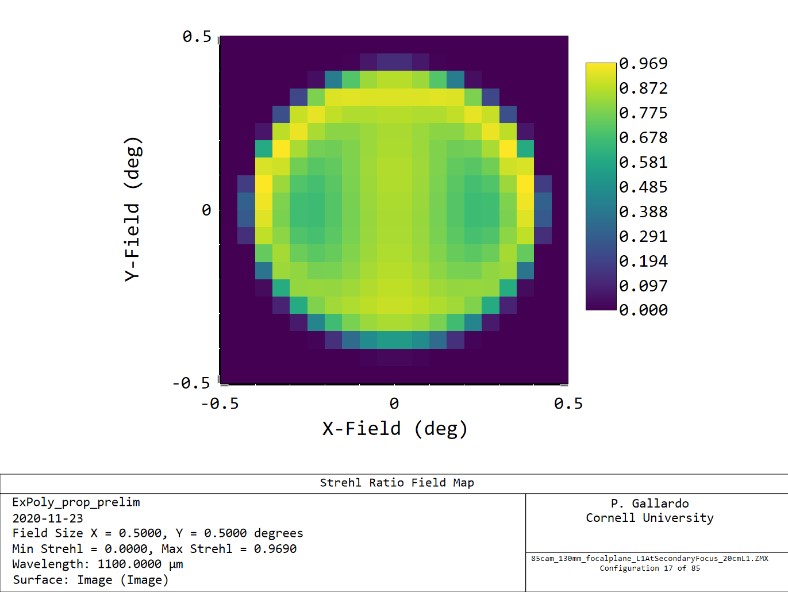 0.5
0
-0.5
Y-Field (deg)
-0.5 0 0.5
X-Field (deg)
0.969
0.872
0.775
0.678
0.581
0.485
0.388
0.291
0.194
0.097
0.000
Strehl Ratio Field Map
ExPoly_prop_prelim
2020-11-23
Field Size X = 0.5000, Y = 0.5000 degrees
Min Strehl = 0.0000, Max Strehl = 0.9690
Wavelength: 1100.0000 µm
Surface: Image (Image)
P. Gallardo
Cornell University
85cam_130mm_focalplane_L1AtSecondaryFocus_20cmL1.ZMX
Configuration 17 of 85